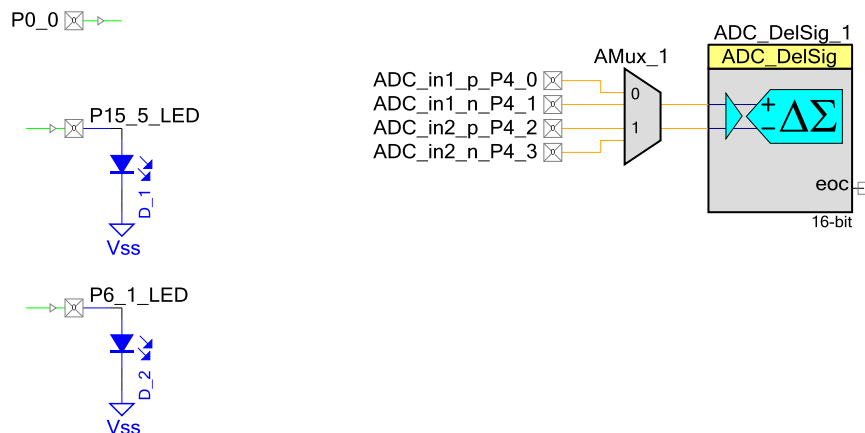 P0_0
P15_5_LED
D_1
Vss
P6_1_LED
D_2
Vss
ADC_in1_p_P4_0
ADC_in1_n_P4_1
ADC_in2_p_P4_2
ADC_in2_n_P4_3
AMux_1
0
1
ADC_DelSig_1
ADC_DelSig
+
−
ΔΣ
eoc
16-bit